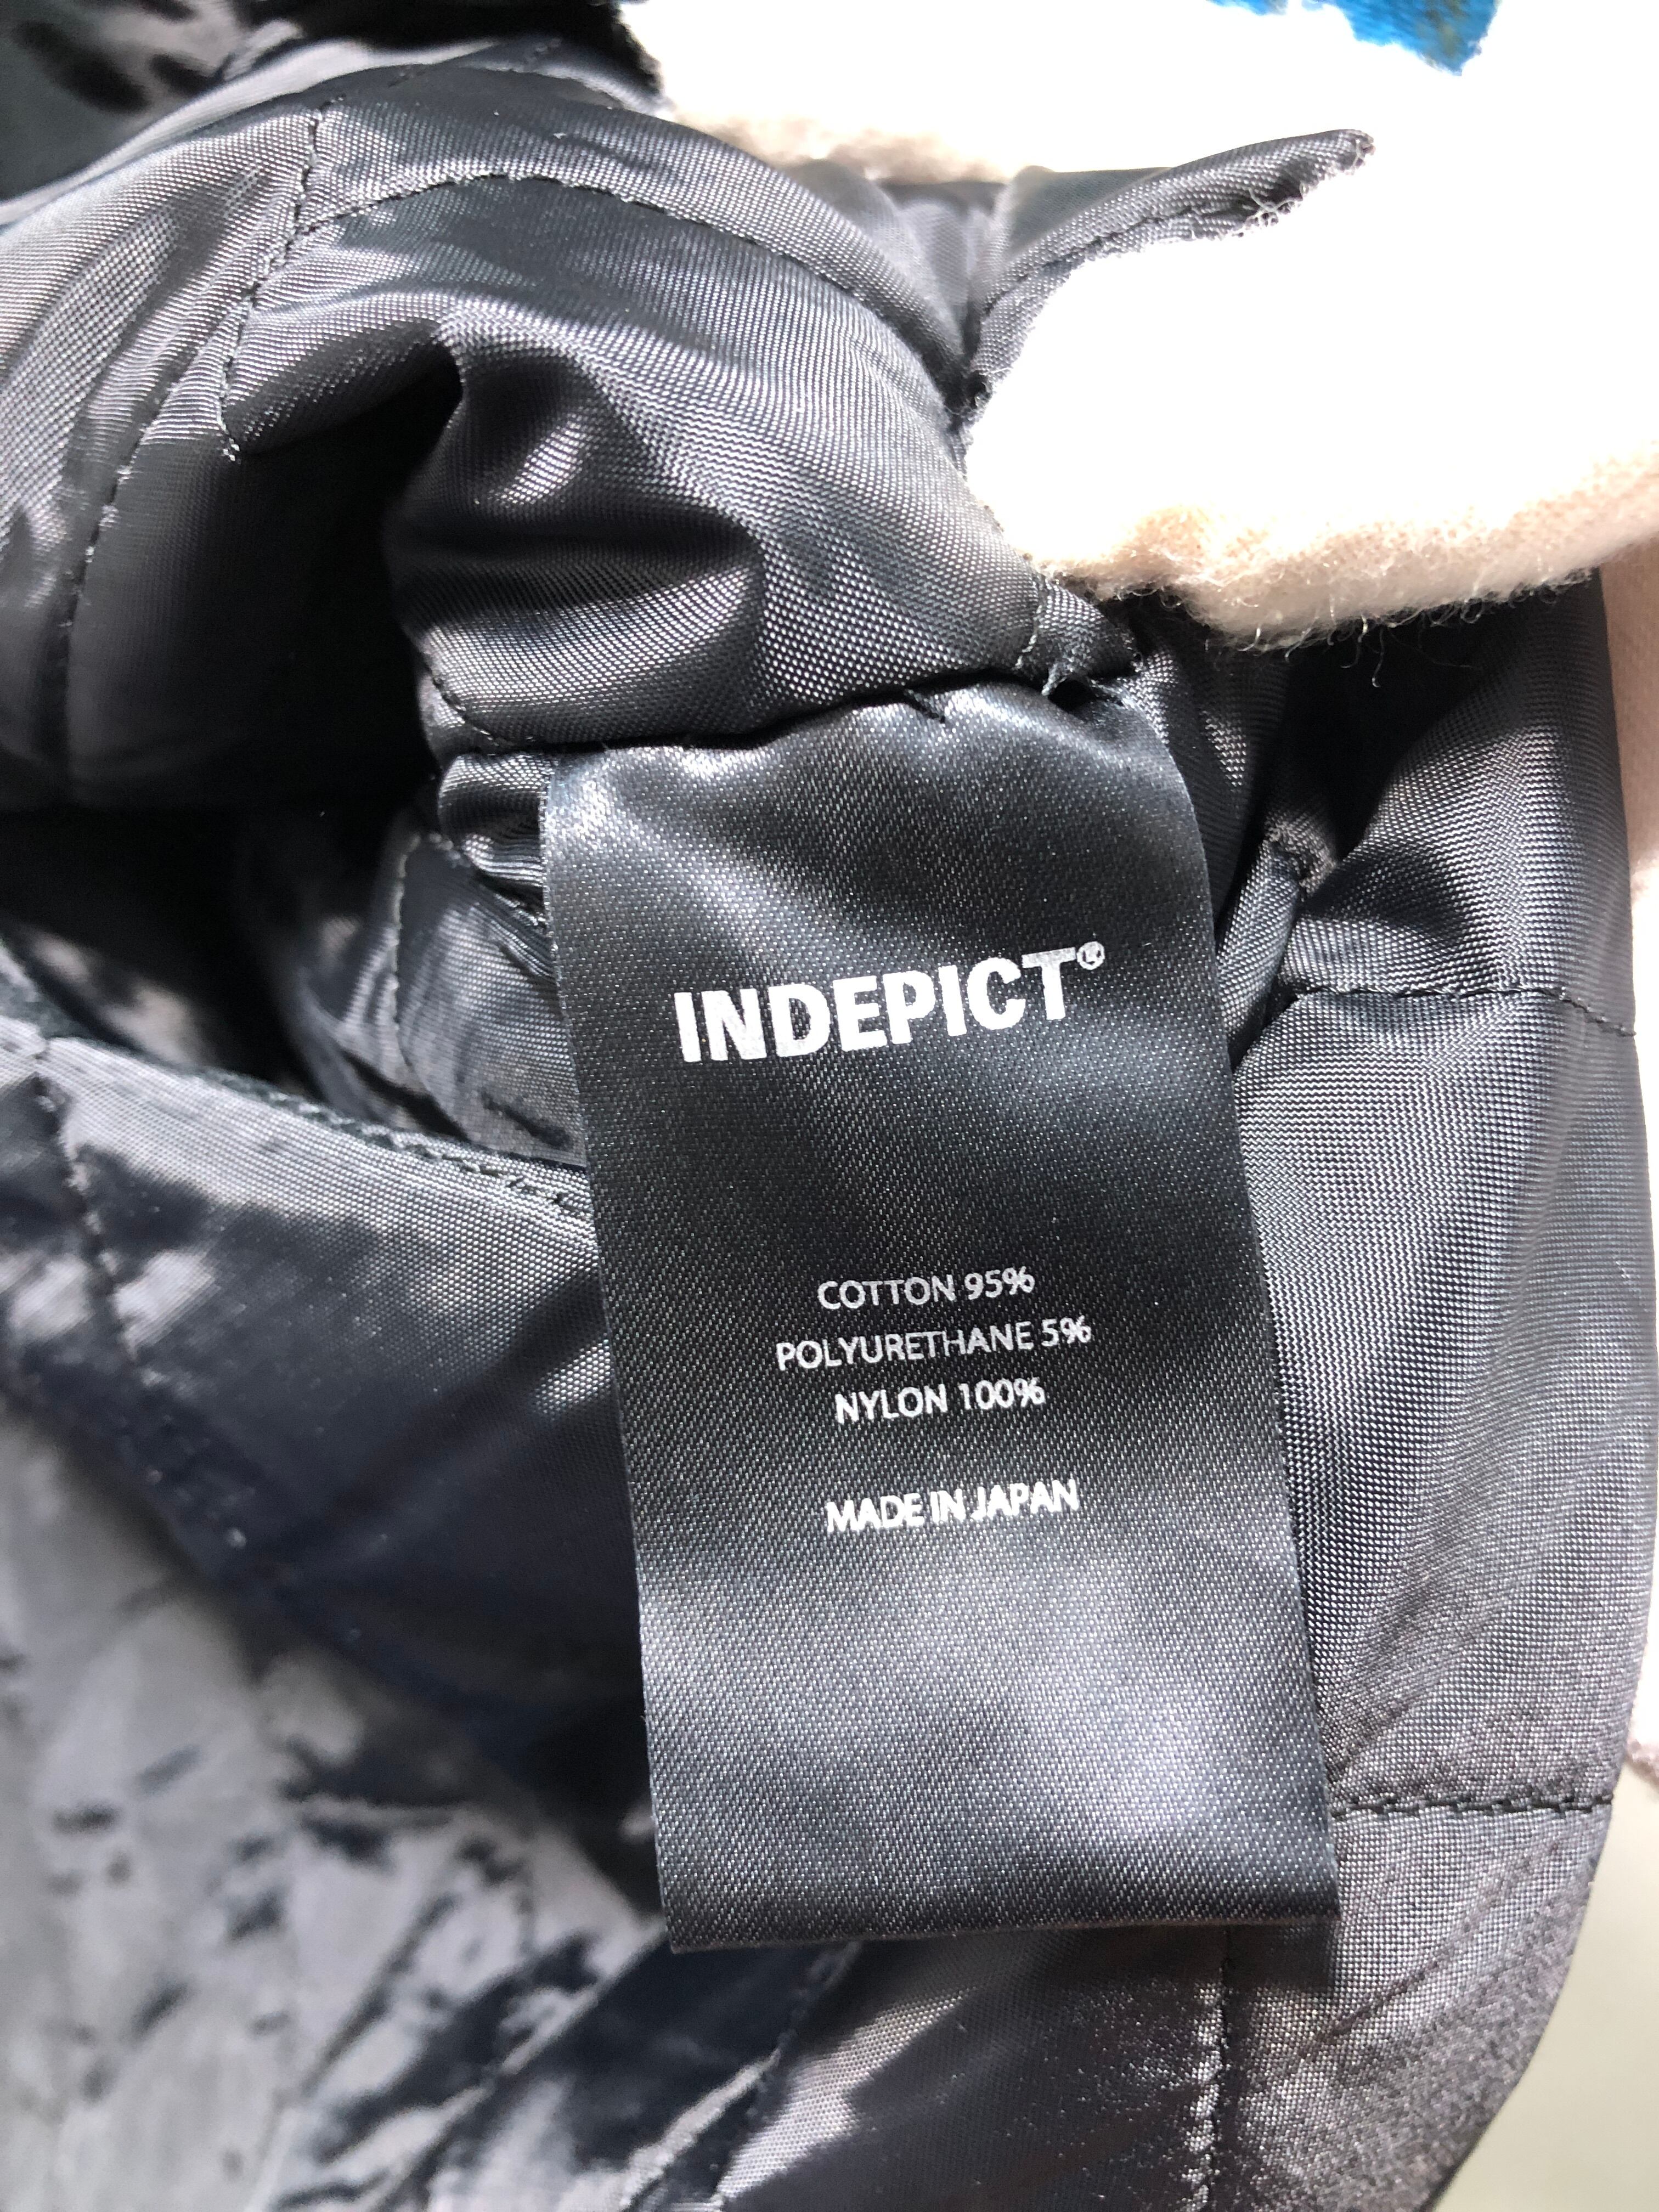 INDEPICT®
COTTON 95%
POLYURETHANE 5%
NYLON 100%
MADE IN JAPAN